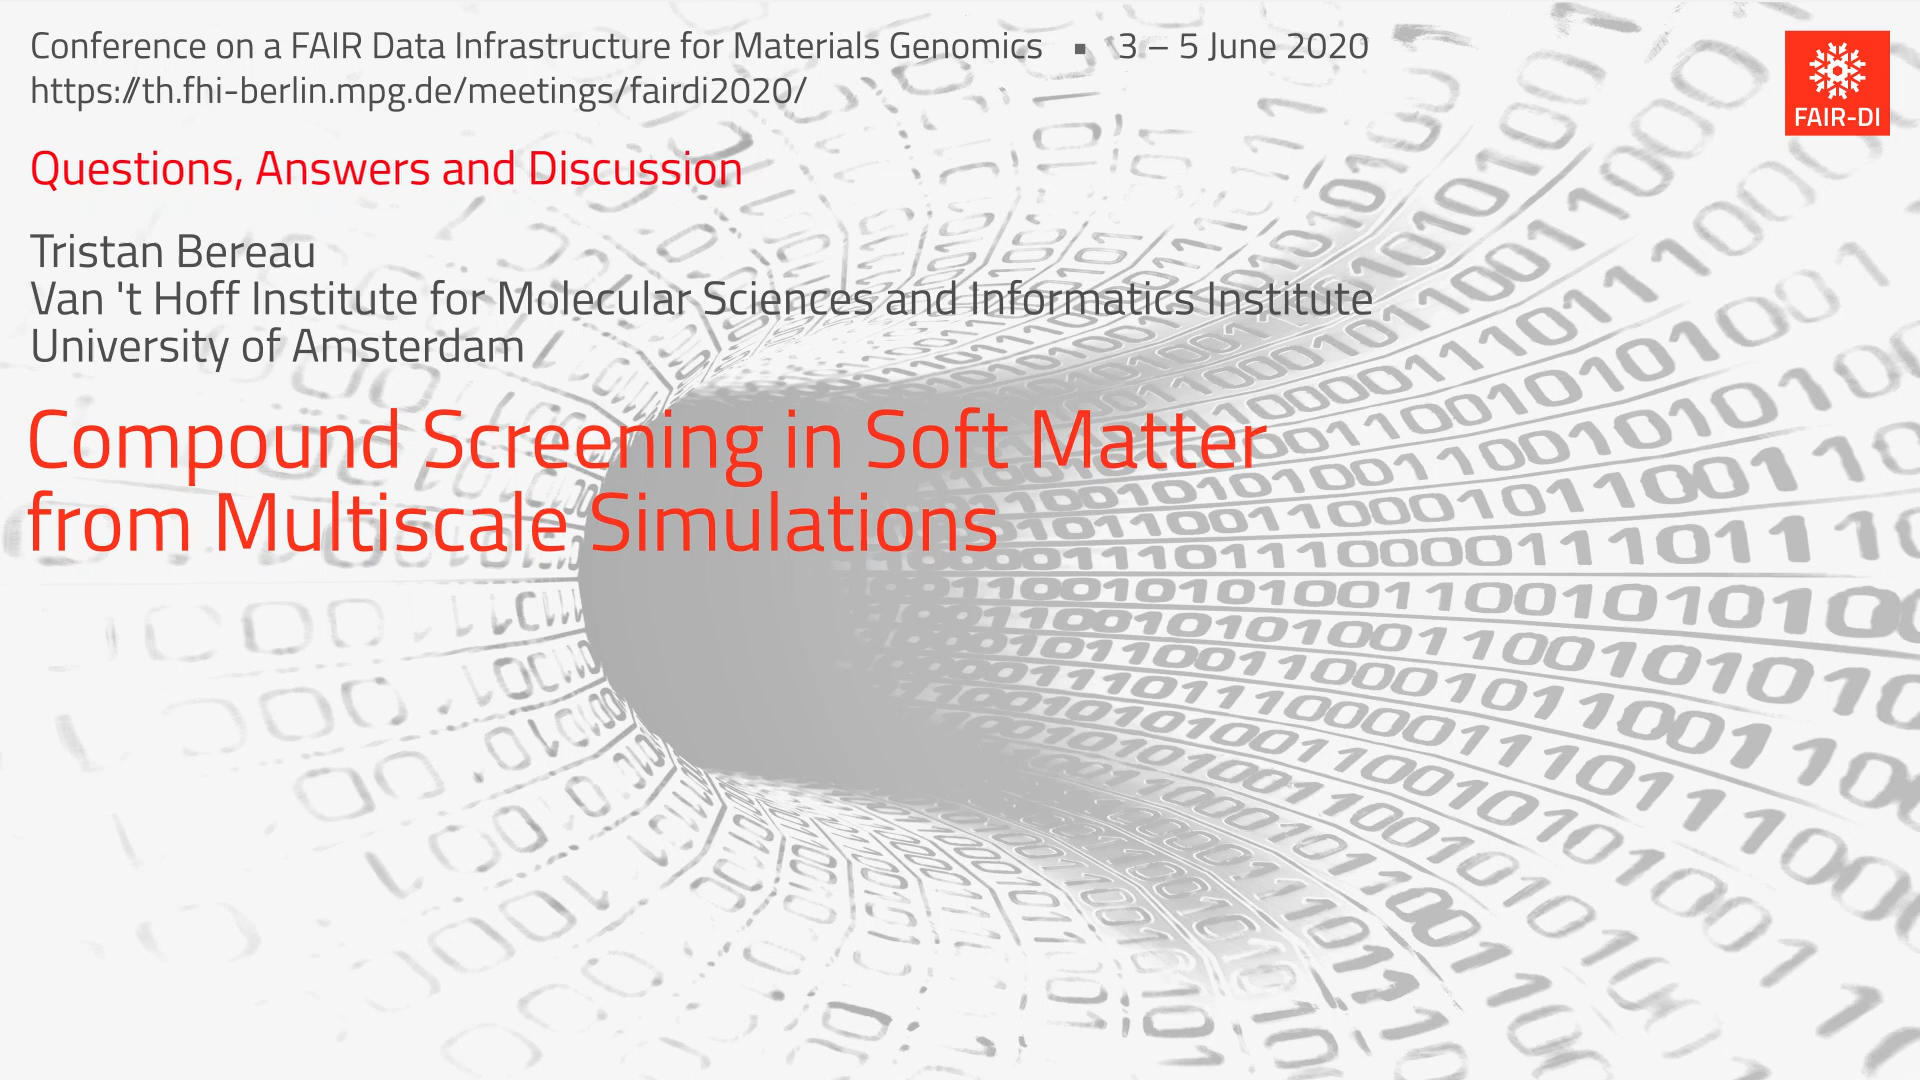 Conference on a FAIR Data Infrastructure for Materials Genomics ▪ 3 – 5 June 2020
https://th.fhi-berlin.mpg.de/meetings/fairdi2020/
FAIR-DI
Questions, Answers and Discussion
Tristan Bereau
Van 't Hoff Institute for Molecular Sciences and Informatics Institute
University of Amsterdam
Compound Screening in Soft Matter
from Multiscale Simulations